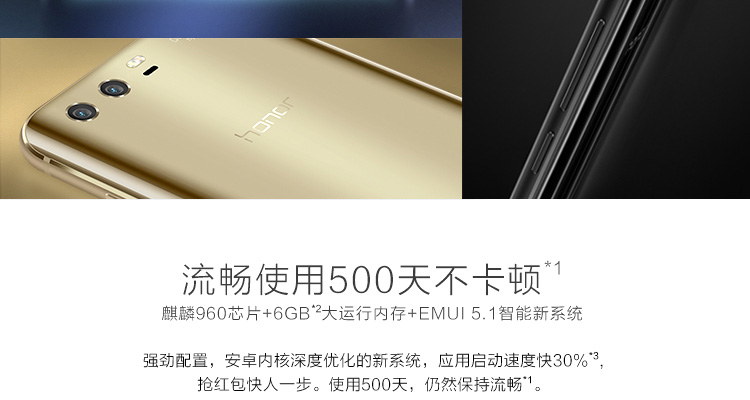 honor
流畅使用500天不卡顿*1
麒麟960芯片+6GB*2大运行内存+EMUI 5.1智能新系统
强劲配置，安卓内核深度优化的新系统，应用启动速度快30%*3,
抢红包快人一步。使用500天，仍然保持流畅*1。